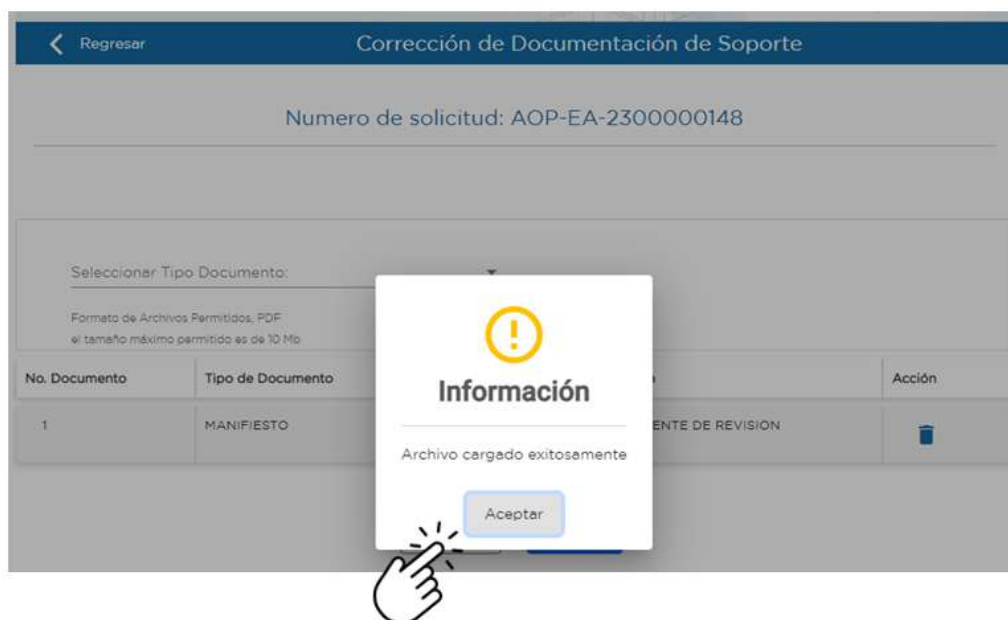 Regresar
Corrección de Documentación de Soporte
Numero de solicitud: AOP-EA-2300000148
Seleccionar Tipo Documento:
Formato de Archivos Permitidos, PDF
el tamaño máximo permitido es de 10 Mb
No. Documento Tipo de Documento Acción
1 MANIFIESTO ENTE DE REVISION
Información
Archivo cargado exitosamente
Aceptar